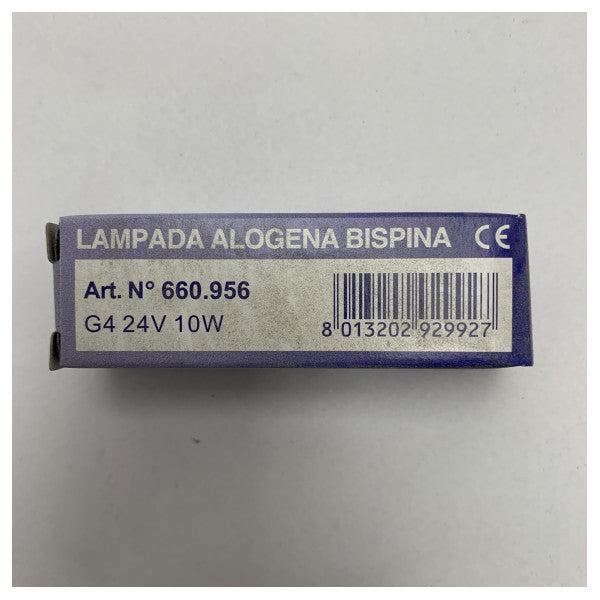 LAMPADA ALOGENA BISPINA CE
Art. N° 660.956
G4 24V 10W
8 013202 929927